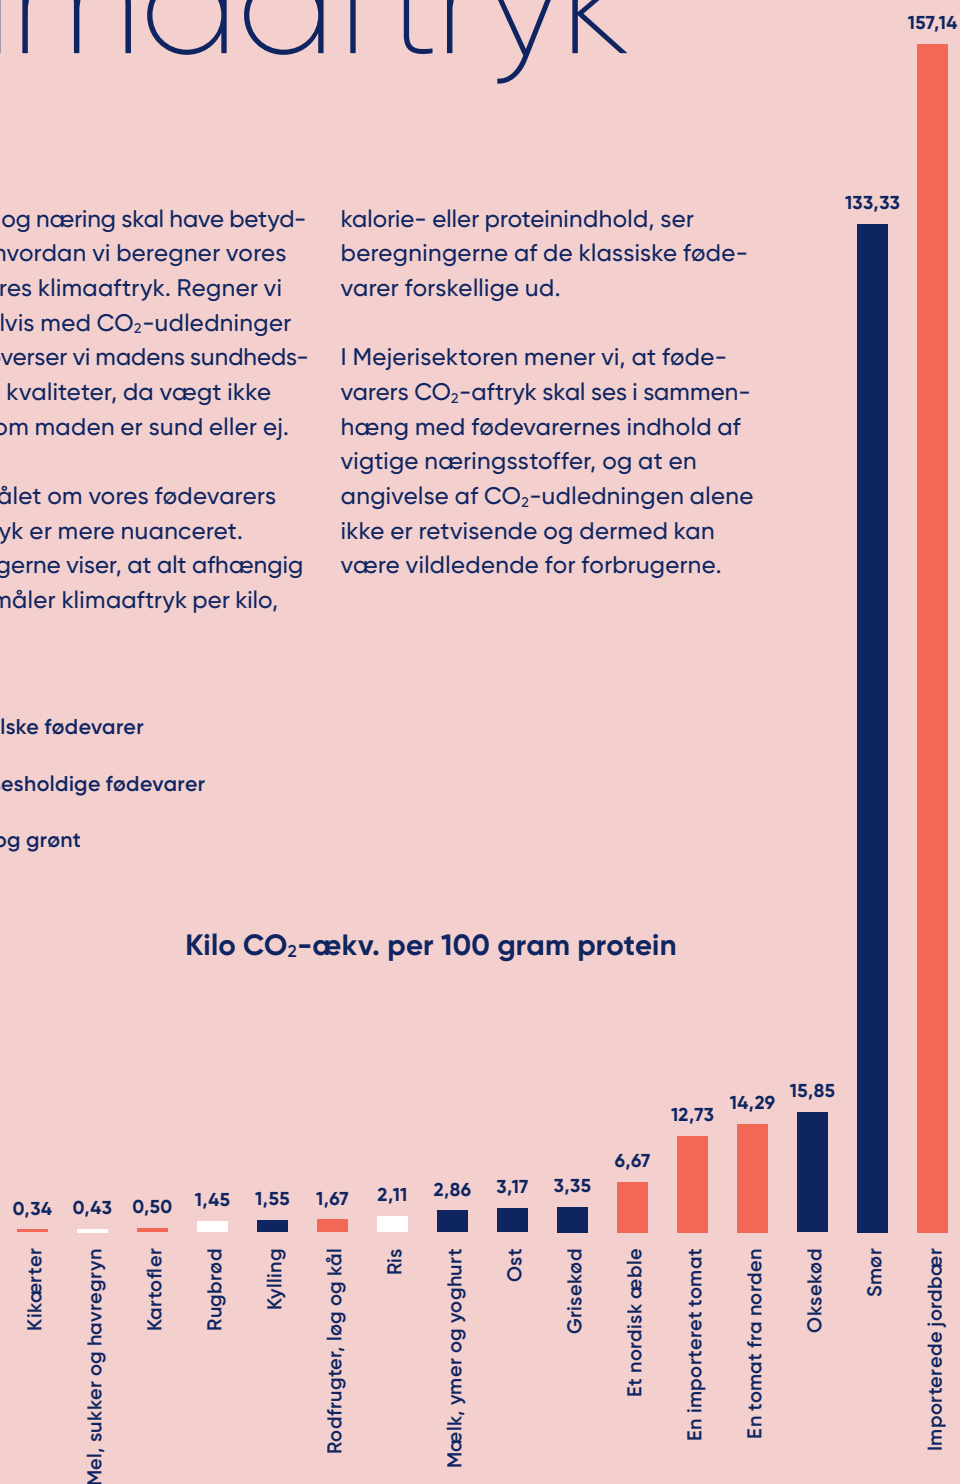 imaaftryk
og næring skal have betyd-
hvordan vi beregner vores
res klimaaftryk. Regner vi
lvis med CO₂-udledninger
overser vi madens sundheds-
kvaliteter, da vægt ikke
om maden er sund eller ej.
ålet om vores fødevarers
yk er mere nuanceret.
gerne viser, at alt afhængig
måler klimaaftryk per kilo,
kalorie- eller proteinindhold, ser
beregningerne af de klassiske føde-
varer forskellige ud.
I Mejerisektoren mener vi, at føde-
varers CO₂-aftryk skal ses i sammen-
hæng med fødevarernes indhold af
vigtige næringsstoffer, og at en
angivelse af CO₂-udledningen alene
ikke er retvisende og dermed kan
være vildledende for forbrugerne.
lske fødevarer
esholdige fødevarer
og grønt
Kilo CO₂-ækv. per 100 gram protein
0,34
0,43
0,50
1,45
1,55
1,67
2,11
2,86
3,17
3,35
6,67
12,73
14,29
15,85
133,33
157,14
Kikærter
Mel, sukker og havregryn
Kartofler
Rugbrød
Kylling
Rodfrugter, løg og kål
Ris
Mælk, ymer og yoghurt
Ost
Grisekød
Et nordisk æble
En importeret tomat
En tomat fra norden
Oksekød
Smør
Importerede jordbær